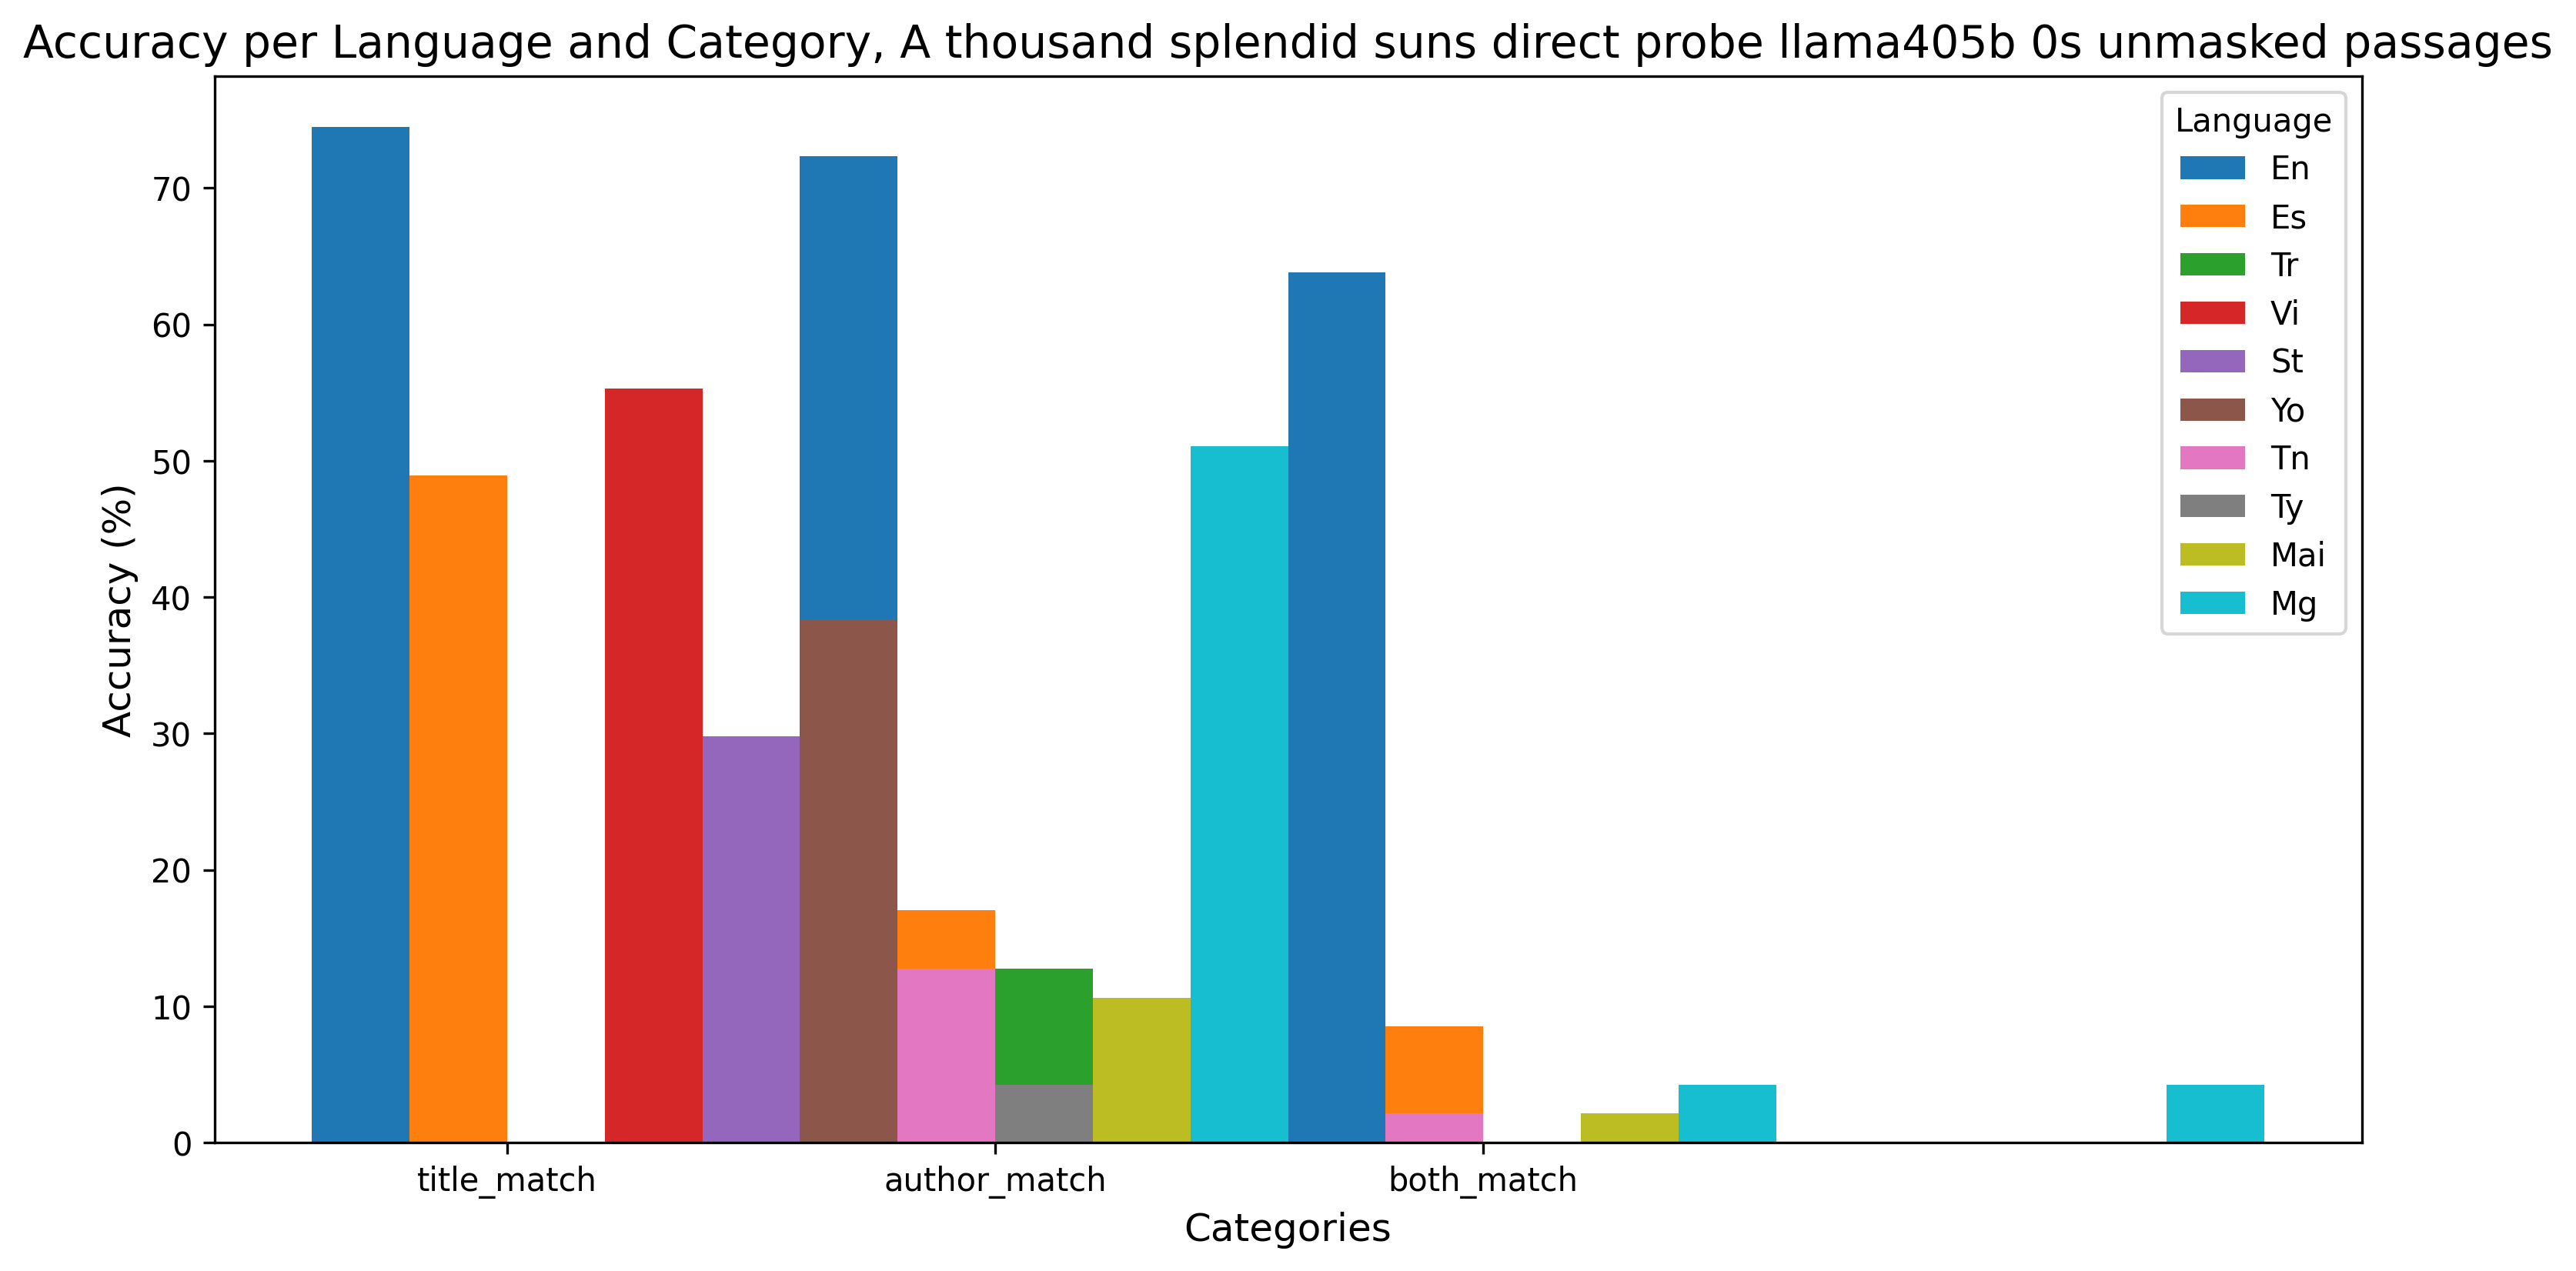 Accuracy per Language and Category, A thousand splendid suns direct probe llama405b 0s unmasked passages
Accuracy (%)
70
60
50
40
30
20
10
0
title_match
author_match
both_match
Categories
Language
En
Es
Tr
Vi
St
Yo
Tn
Ty
Mai
Mg